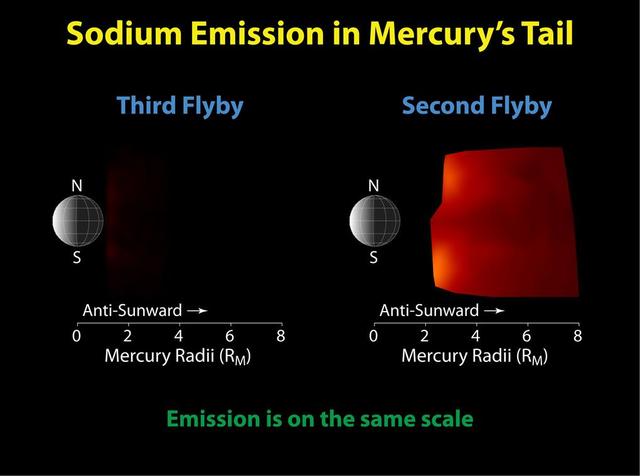 Sodium Emission in Mercury's Tail
Third Flyby
N
S
Anti-Sunward →
0 2 4 6 8
Mercury Radii (R_M)
Second Flyby
N
S
Anti-Sunward →
0 2 4 6 8
Mercury Radii (R_M)
Emission is on the same scale